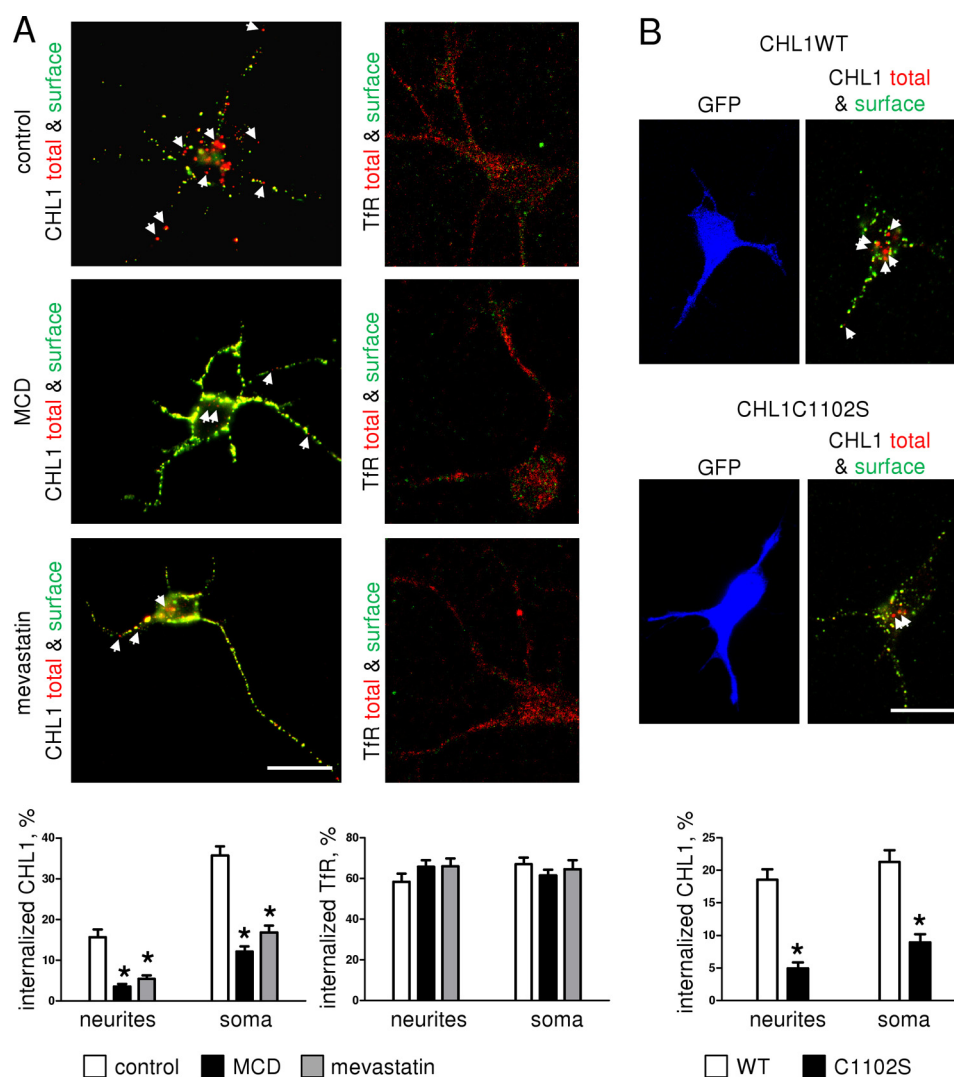 A
control
CHL1 total & surface
TfR total & surface
MCD
CHL1 total & surface
TfR total & surface
mevastatin
CHL1 total & surface
TfR total & surface
internalized CHL1, %
40
30
20
10
0
* *
* *
neurites soma
internalized TfR, %
80
60
40
20
0
neurites soma
control MCD mevastatin
B
CHL1WT
GFP
CHL1 total
& surface
CHL1C1102S
GFP
CHL1 total
& surface
internalized CHL1, %
25
20
15
10
5
0
*
*
neurites soma
WT C1102S